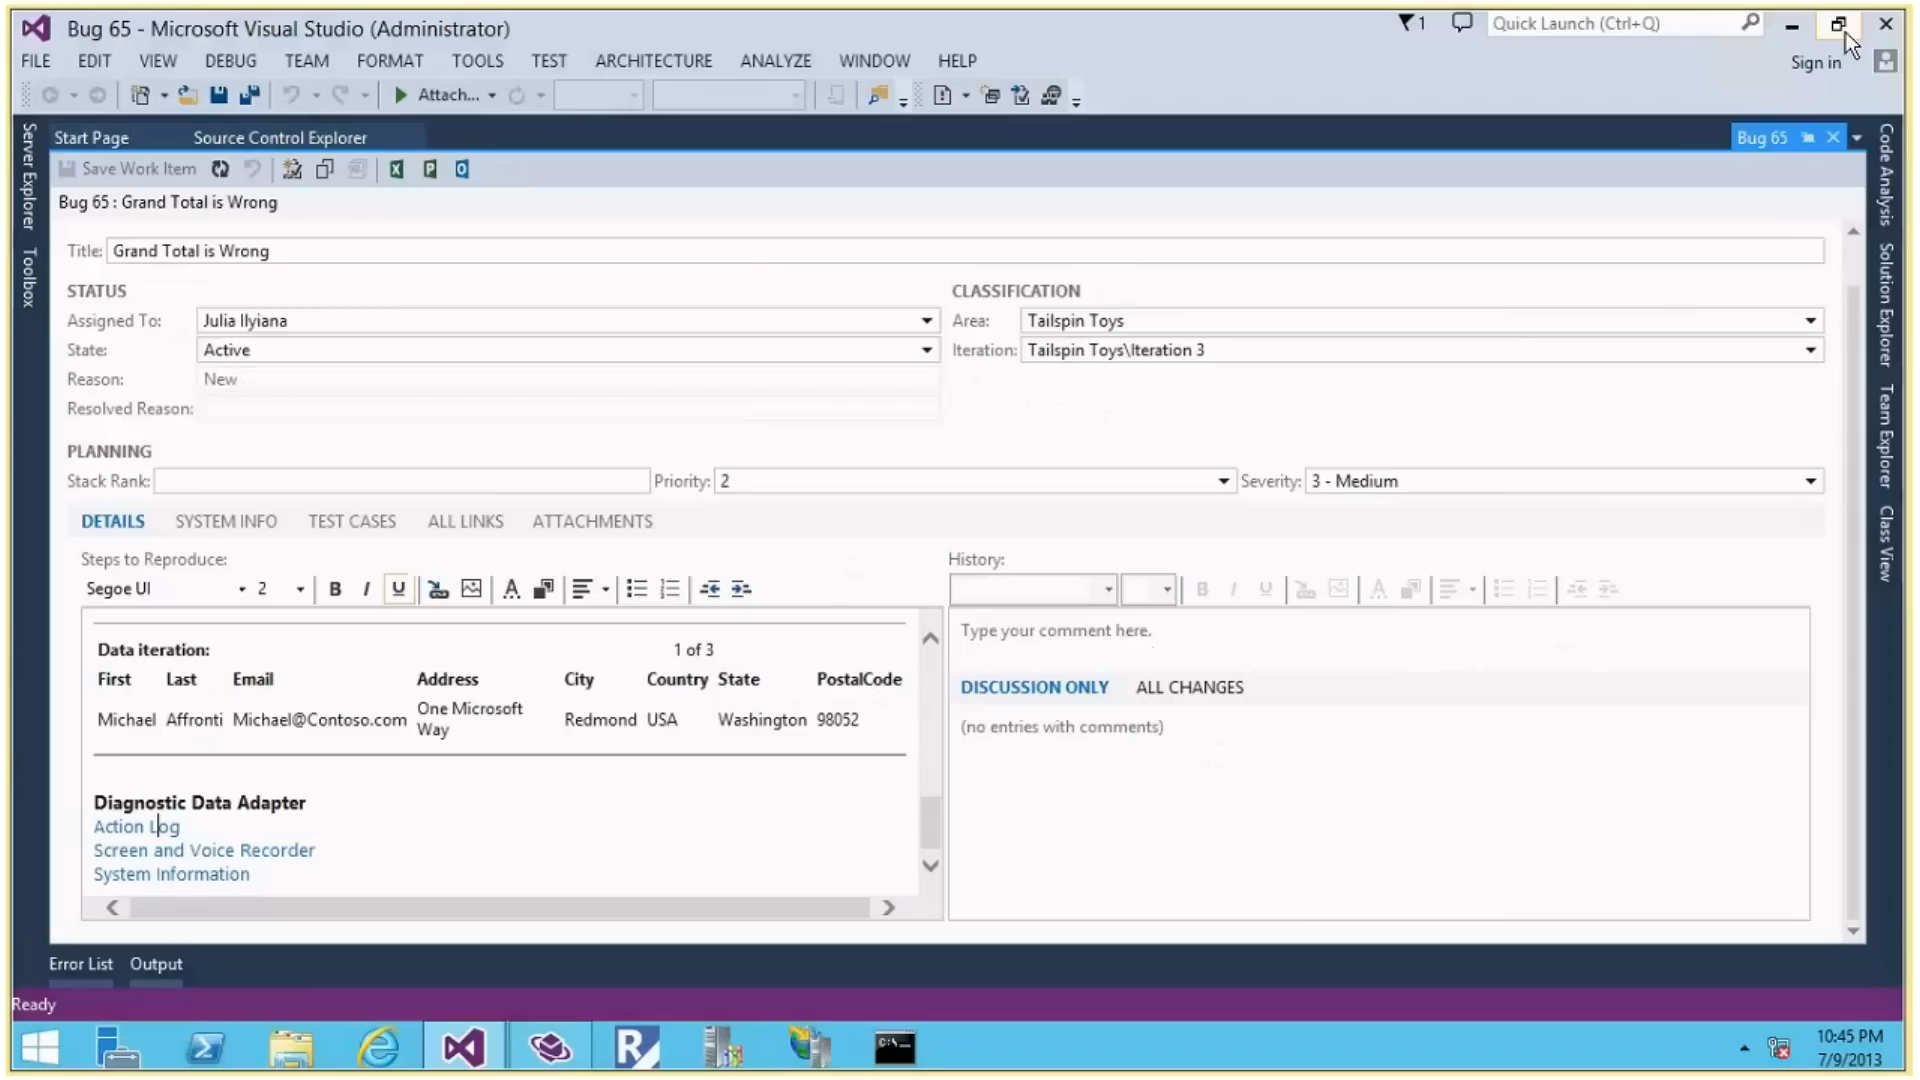 Bug 65 - Microsoft Visual Studio (Administrator)
1
Quick Launch (Ctrl+Q)
FILE EDIT VIEW DEBUG TEAM FORMAT TOOLS TEST ARCHITECTURE ANALYZE WINDOW HELP
Sign in
Attach...
Server Explorer
Toolbox
Start Page Source Control Explorer Bug 65
Save Work Item
Bug 65 : Grand Total is Wrong
Title: Grand Total is Wrong
STATUS CLASSIFICATION
Assigned To: Julia Ilyiana Area: Tailspin Toys
State: Active Iteration: Tailspin Toys\Iteration 3
Reason: New
Resolved Reason:
PLANNING
Stack Rank: Priority: 2 Severity: 3 - Medium
DETAILS SYSTEM INFO TEST CASES ALL LINKS ATTACHMENTS
Steps to Reproduce: History:
Segoe UI 2 B I U B I U
Data iteration: 1 of 3
First Last Email Address City Country State PostalCode
Michael Affronti Michael@Contoso.com One Microsoft Way Redmond USA Washington 98052
Diagnostic Data Adapter
Action Log
Screen and Voice Recorder
System Information
Type your comment here.
DISCUSSION ONLY ALL CHANGES
(no entries with comments)
Code Analysis
Solution Explorer
Team Explorer
Class View
Error List Output
Ready
10:45 PM
7/9/2013